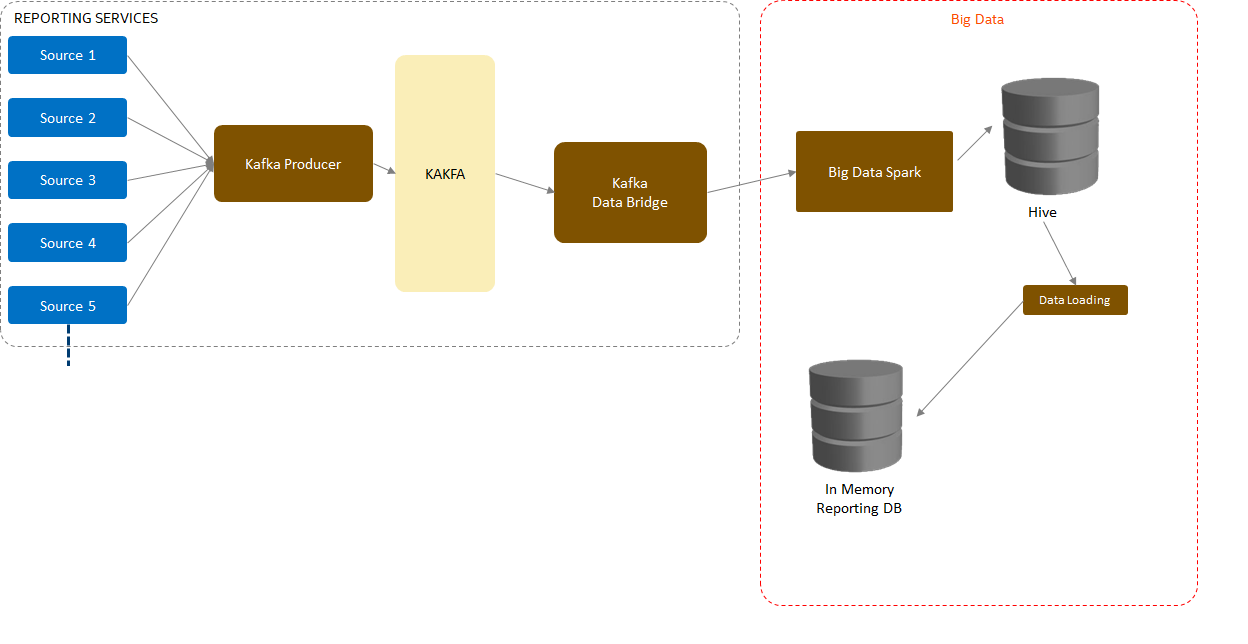 REPORTING SERVICES
Source 1
Source 2
Source 3
Source 4
Source 5
Kafka Producer
KAKFA
Kafka
Data Bridge
Big Data
Big Data Spark
Hive
Data Loading
In Memory
Reporting DB